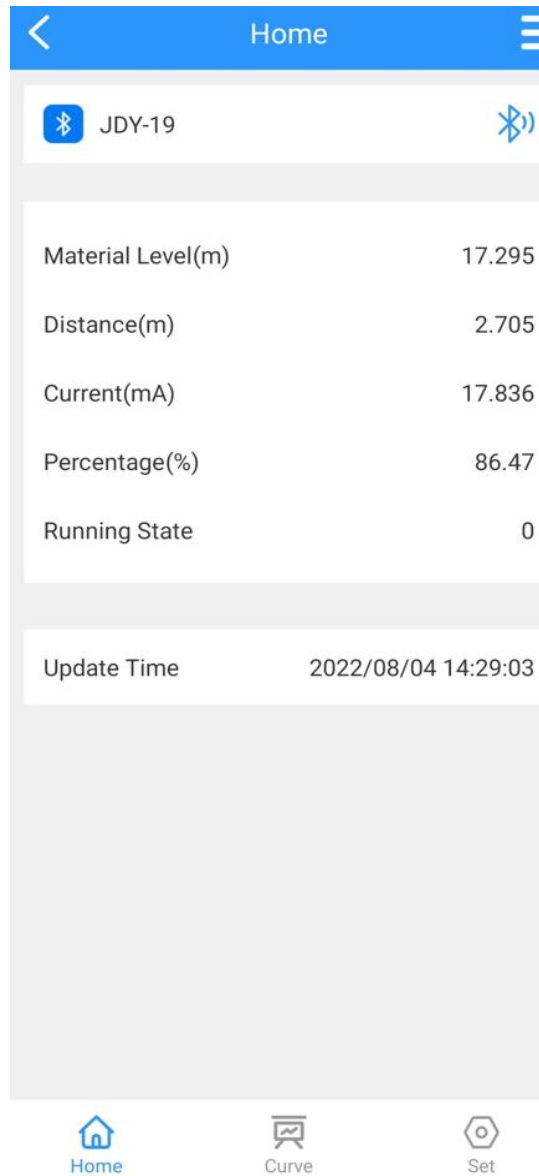 Home
JDY-19
Material Level(m) 17.295
Distance(m) 2.705
Current(mA) 17.836
Percentage(%) 86.47
Running State 0
Update Time 2022/08/04 14:29:03
Home Curve Set